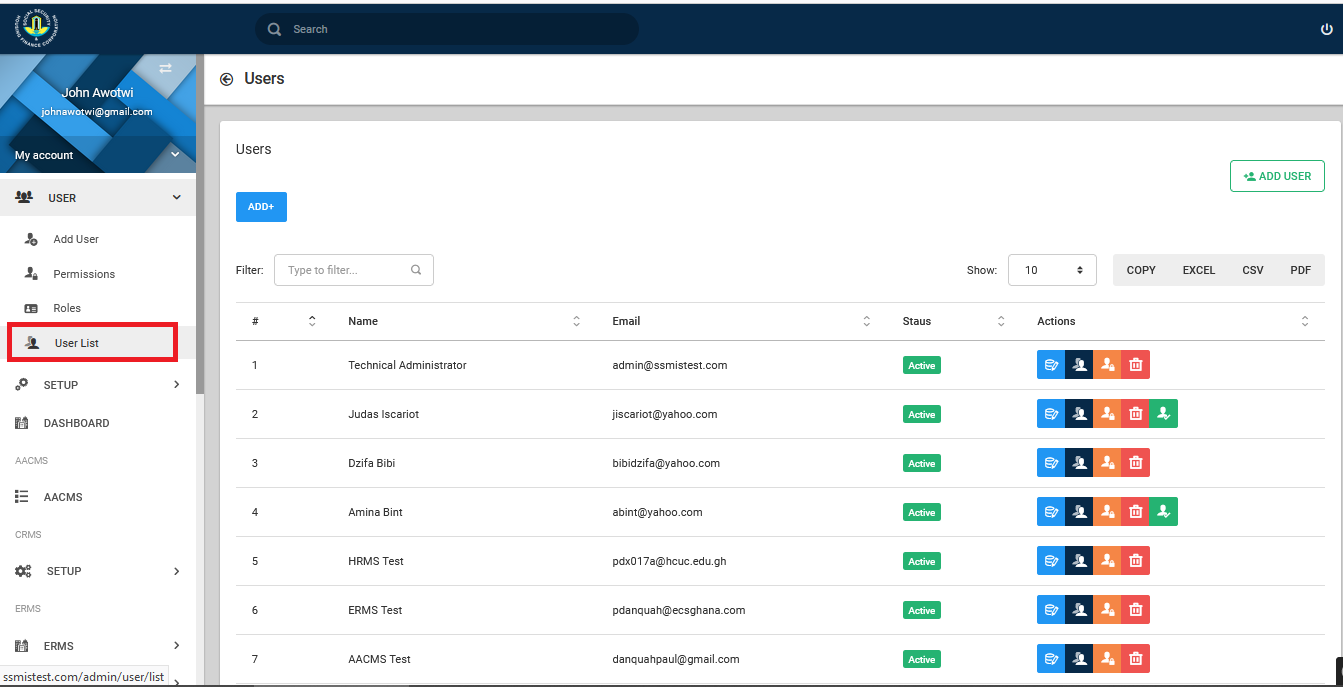 SOCIAL SECURITY
HOUSING FINANCE CORPORATION
Search
John Awotwi
johnawotwi@gmail.com
My account
USER
Add User
Permissions
Roles
User List
SETUP
DASHBOARD
AACMS
AACMS
CRMS
SETUP
ERMS
ERMS
ssmistest.com/admin/user/list
Users
Users
ADD USER
ADD+
Filter: Type to filter...
Show: 10 COPY EXCEL CSV PDF
# Name Email Staus Actions
1 Technical Administrator admin@ssmistest.com Active
2 Judas Iscariot jiscariot@yahoo.com Active
3 Dzifa Bibi bibidzifa@yahoo.com Active
4 Amina Bint abint@yahoo.com Active
5 HRMS Test pdx017a@hcuc.edu.gh Active
6 ERMS Test pdanquah@ecsghana.com Active
7 AACMS Test danquahpaul@gmail.com Active